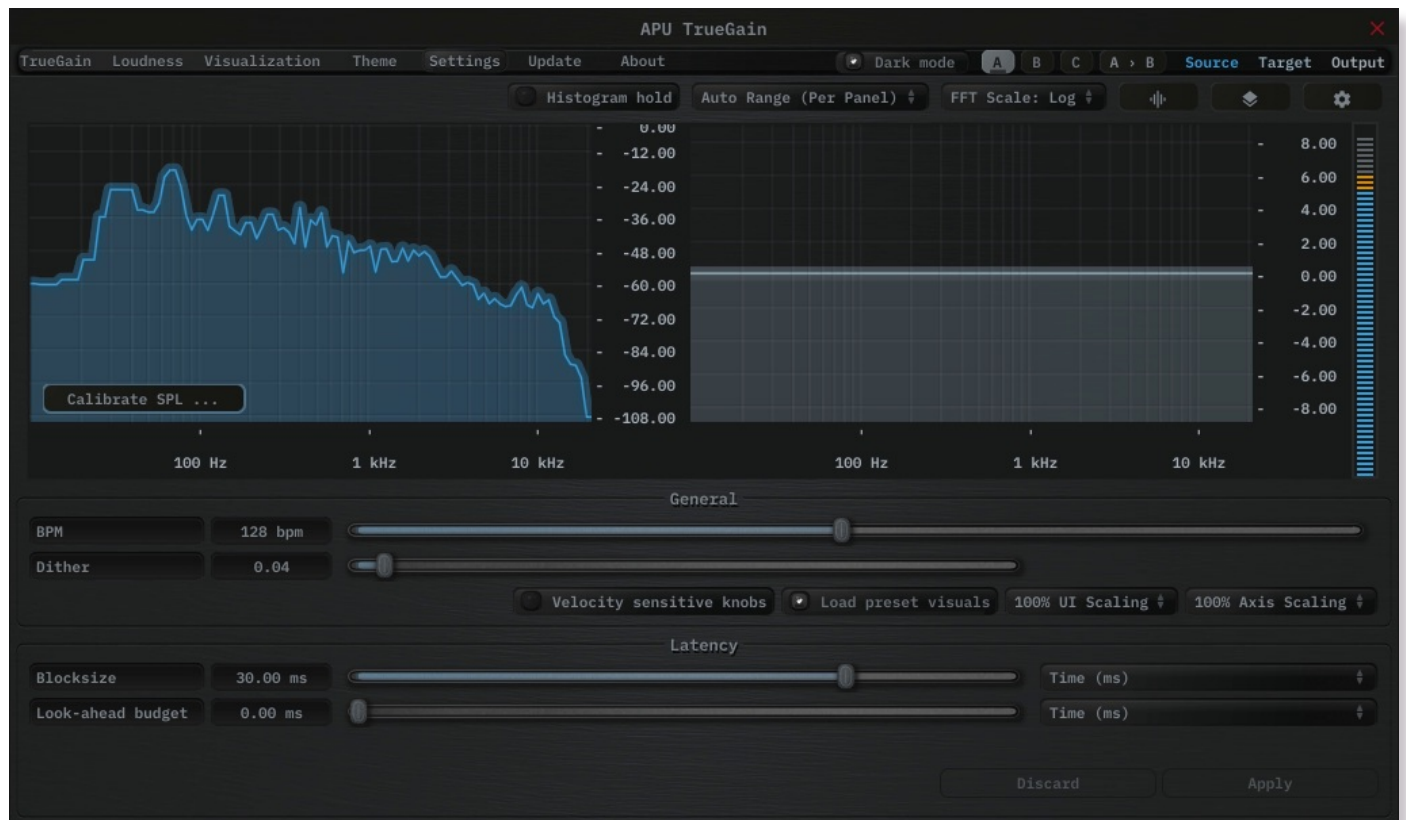 APU TrueGain
TrueGain Loudness Visualization Theme Settings Update About Dark mode A B C A › B Source Target Output
Histogram hold Auto Range (Per Panel) FFT Scale: Log
0.00
-12.00
-24.00
-36.00
-48.00
-60.00
-72.00
-84.00
-96.00
-108.00
Calibrate SPL ...
100 Hz 1 kHz 10 kHz
8.00
6.00
4.00
2.00
0.00
-2.00
-4.00
-6.00
-8.00
100 Hz 1 kHz 10 kHz
General
BPM 128 bpm
Dither 0.04
Velocity sensitive knobs Load preset visuals 100% UI Scaling 100% Axis Scaling
Latency
Blocksize 30.00 ms Time (ms)
Look-ahead budget 0.00 ms Time (ms)
Discard Apply